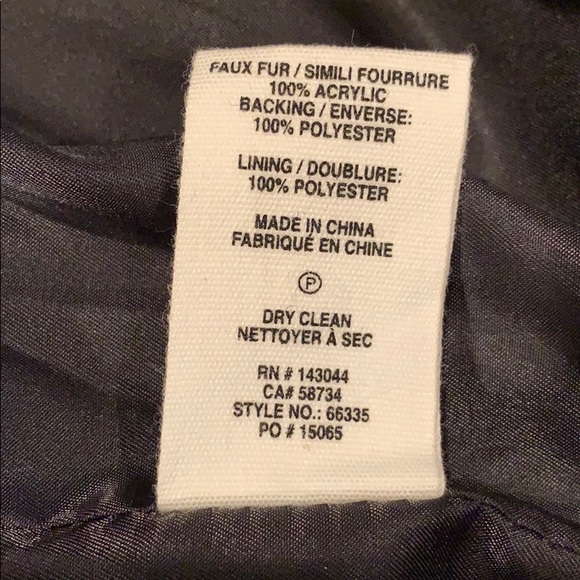 FAUX FUR / SIMILI FOURRURE
100% ACRYLIC
BACKING / ENVERSE:
100% POLYESTER
LINING / DOUBLURE:
100% POLYESTER
MADE IN CHINA
FABRIQUÉ EN CHINE
P
DRY CLEAN
NETTOYER À SEC
RN # 143044
CA# 58734
STYLE NO.: 66335
PO # 15065